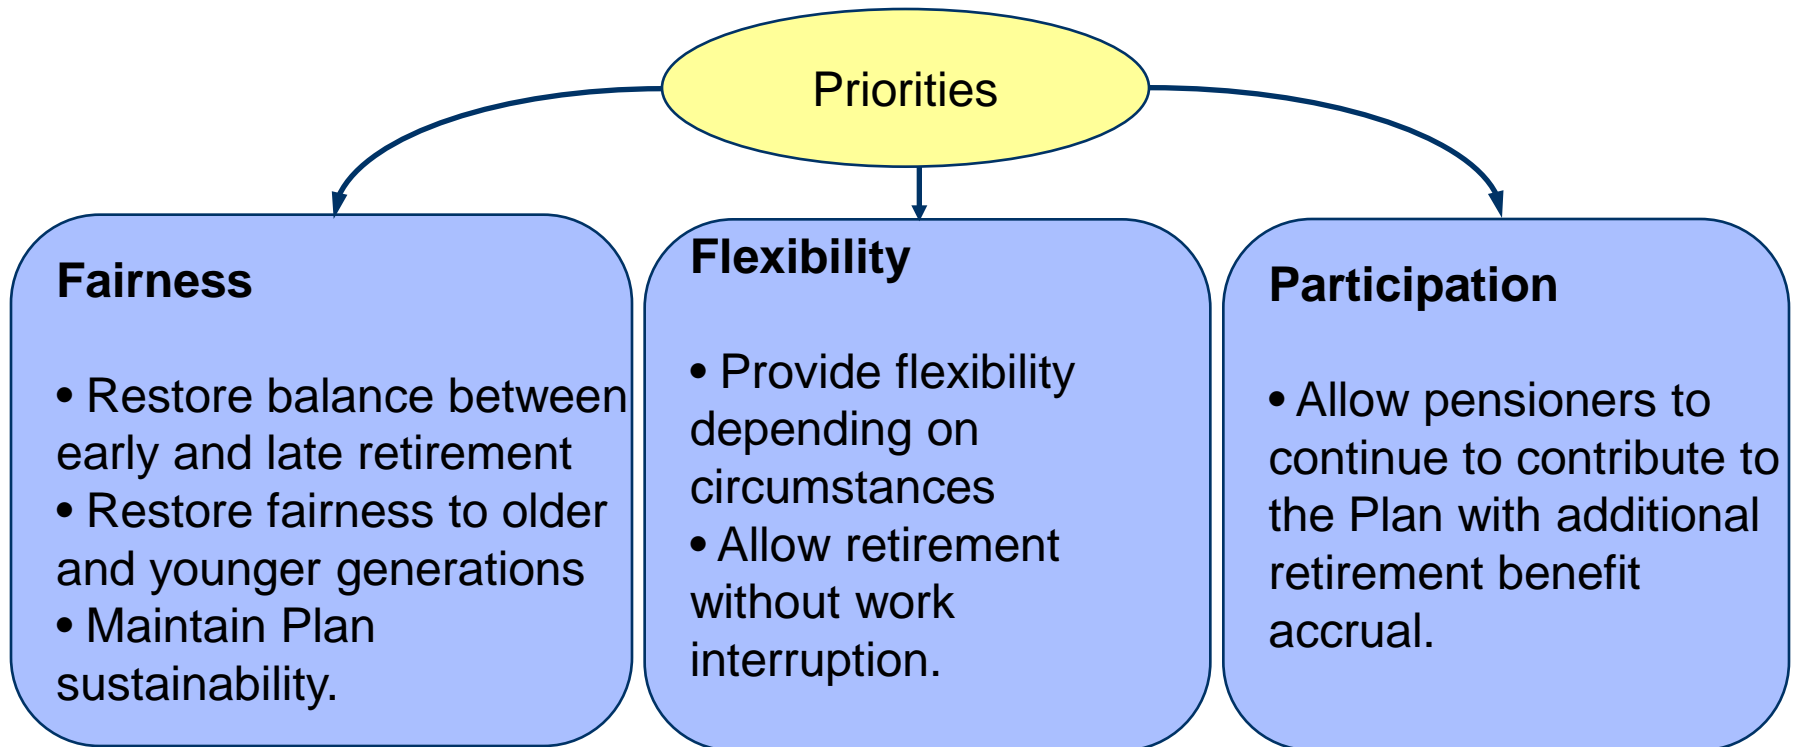 Priorities
Fairness
• Restore balance between
early and late retirement
• Restore fairness to older
and younger generations
• Maintain Plan
sustainability.
Flexibility
• Provide flexibility
depending on
circumstances
• Allow retirement
without work
interruption.
Participation
• Allow pensioners to
continue to contribute to
the Plan with additional
retirement benefit
accrual.